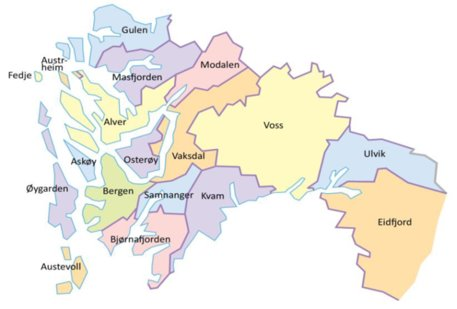 Gulen
Austr-
heim
Fedje
Masfjorden
Modalen
Alver
Voss
Askøy
Osterøy
Vaksdal
Ulvik
Øygarden
Bergen
Samnanger
Kvam
Eidfjord
Bjørnafjorden
Austevoll